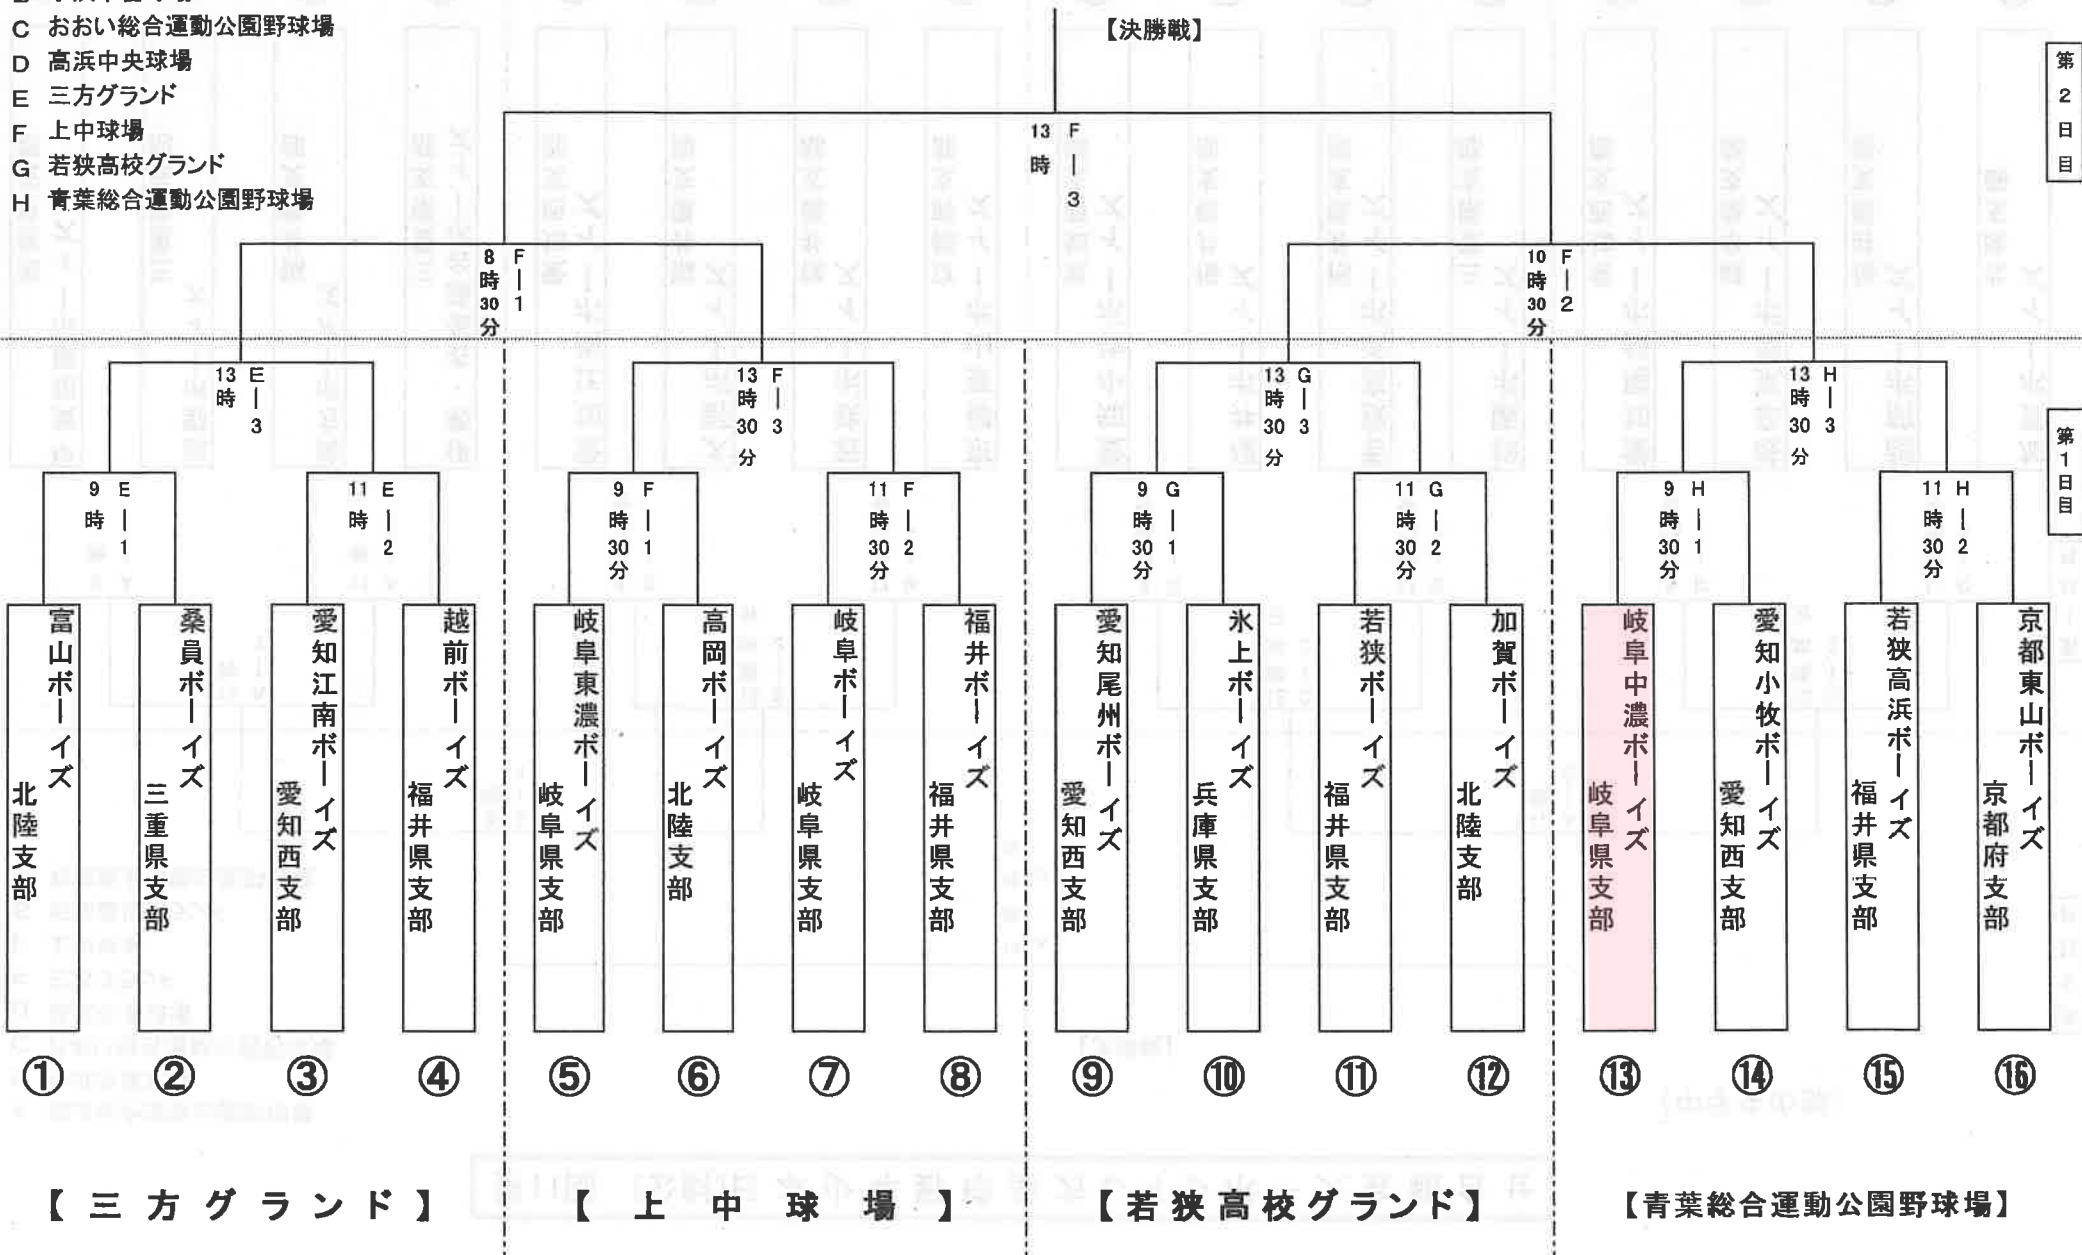 C おおい総合運動公園野球場
D 高浜中央球場
E 三方グランド
F 上中球場
G 若狭高校グランド
H 青葉総合運動公園野球場
【決勝戦】
第2日目
13時 F―3
8時30分 F―1
10時30分 F―2
第1日目
13時 E―3
13時30分 F―3
13時30分 G―3
13時30分 H―3
9時 E―1
11時 E―2
9時30分 F―1
11時30分 F―2
9時30分 G―1
11時30分 G―2
9時30分 H―1
11時30分 H―2
富山ボーイズ
北陸支部
桑員ボーイズ
三重県支部
愛知江南ボーイズ
愛知西支部
越前ボーイズ
福井県支部
岐阜東濃ボーイズ
岐阜県支部
高岡ボーイズ
北陸支部
岐阜ボーイズ
岐阜県支部
福井ボーイズ
福井県支部
愛知尾州ボーイズ
愛知西支部
氷上ボーイズ
兵庫県支部
若狭ボーイズ
福井県支部
加賀ボーイズ
北陸支部
岐阜中濃ボーイズ
岐阜県支部
愛知小牧ボーイズ
愛知西支部
若狭高浜ボーイズ
福井県支部
京都東山ボーイズ
京都府支部
① ② ③ ④ ⑤ ⑥ ⑦ ⑧ ⑨ ⑩ ⑪ ⑫ ⑬ ⑭ ⑮ ⑯
【三方グランド】 【上中球場】 【若狭高校グランド】 【青葉総合運動公園野球場】